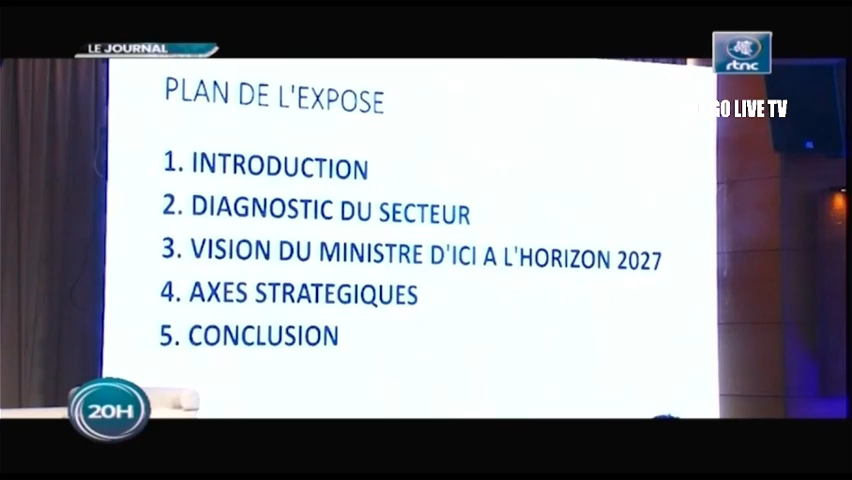 LE JOURNAL
rtnc
GO LIVE TV
PLAN DE L'EXPOSE
1. INTRODUCTION
2. DIAGNOSTIC DU SECTEUR
3. VISION DU MINISTRE D'ICI A L'HORIZON 2027
4. AXES STRATEGIQUES
5. CONCLUSION
20H